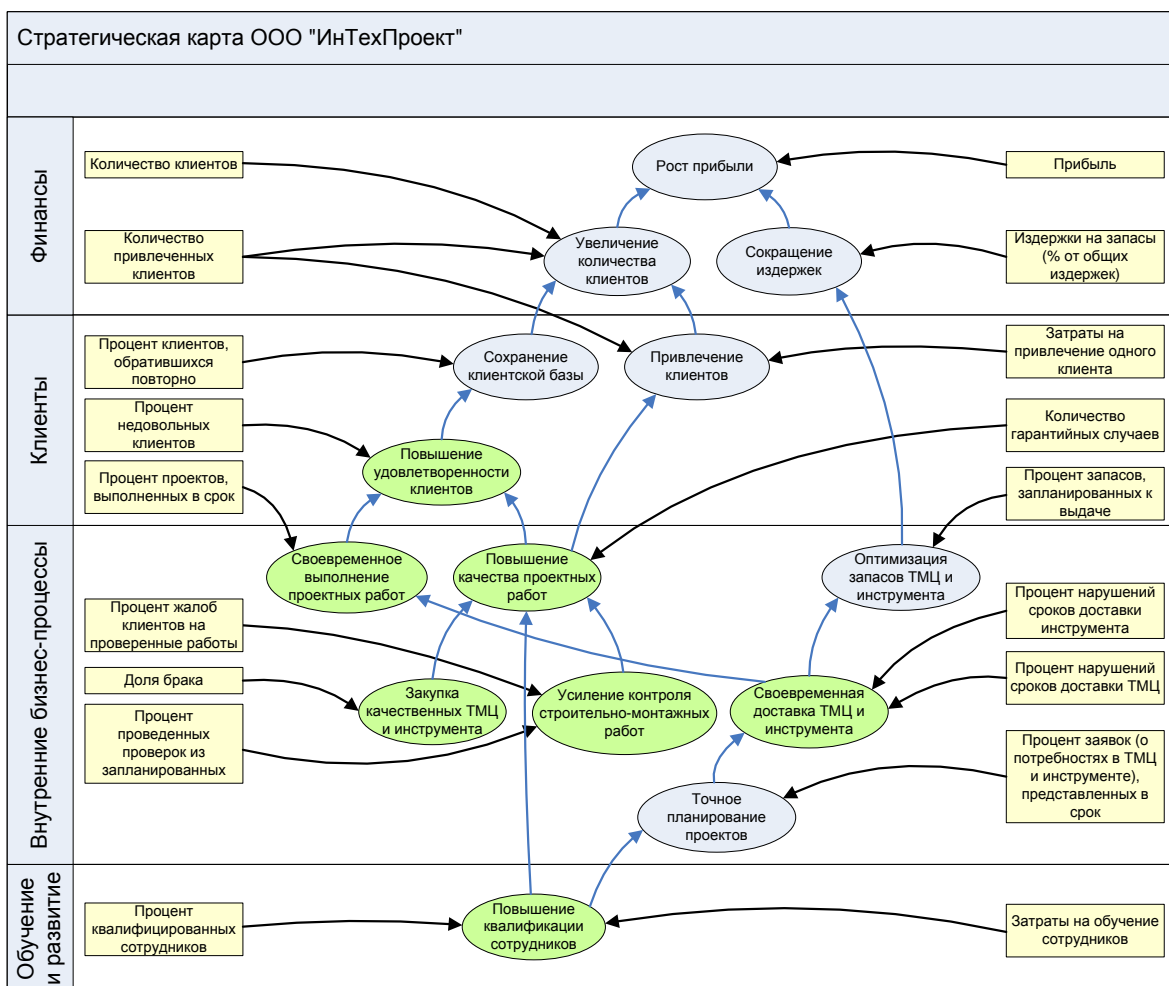 Стратегическая карта ООО "ИнТехПроект"
Финансы
Количество клиентов
Рост прибыли
Прибыль
Количество
привлеченных
клиентов
Увеличение
количества
клиентов
Сокращение
издержек
Издержки на запасы
(% от общих
издержек)
Клиенты
Процент клиентов,
обратившихся
повторно
Сохранение
клиентской базы
Привлечение
клиентов
Затраты на
привлечение одного
клиента
Процент
недовольных
клиентов
Повышение
удовлетворенности
клиентов
Количество
гарантийных случаев
Процент проектов,
выполненных в срок
Процент запасов,
запланированных к
выдаче
Внутренние бизнес-процессы
Своевременное
выполнение
проектных работ
Повышение
качества проектных
работ
Оптимизация
запасов ТМЦ и
инструмента
Процент жалоб
клиентов на
проверенные работы
Процент нарушений
сроков доставки
инструмента
Доля брака
Закупка
качественных ТМЦ
и инструмента
Усиление контроля
строительно-монтажных
работ
Своевременная
доставка ТМЦ и
инструмента
Процент нарушений
сроков доставки ТМЦ
Процент
проведенных
проверок из
запланированных
Точное
планирование
проектов
Процент заявок (о
потребностях в ТМЦ
и инструменте),
представленных в
срок
Обучение
и развитие
Процент
квалифицированных
сотрудников
Повышение
квалификации
сотрудников
Затраты на обучение
сотрудников